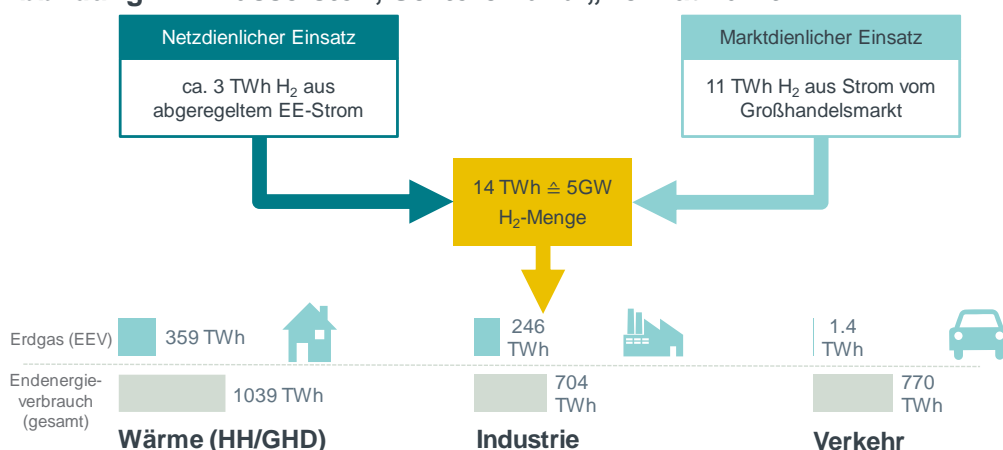 Netzdienlicher Einsatz
ca. 3 TWh H₂ aus
abgeregeltem EE-Strom
Marktdienlicher Einsatz
11 TWh H₂ aus Strom vom
Großhandelsmarkt
14 TWh ≙ 5GW
H₂-Menge
Erdgas (EEV)
359 TWh
246
TWh
1.4
TWh
Endenergie-
verbrauch
(gesamt)
1039 TWh
704
TWh
770
TWh
Wärme (HH/GHD)
Industrie
Verkehr